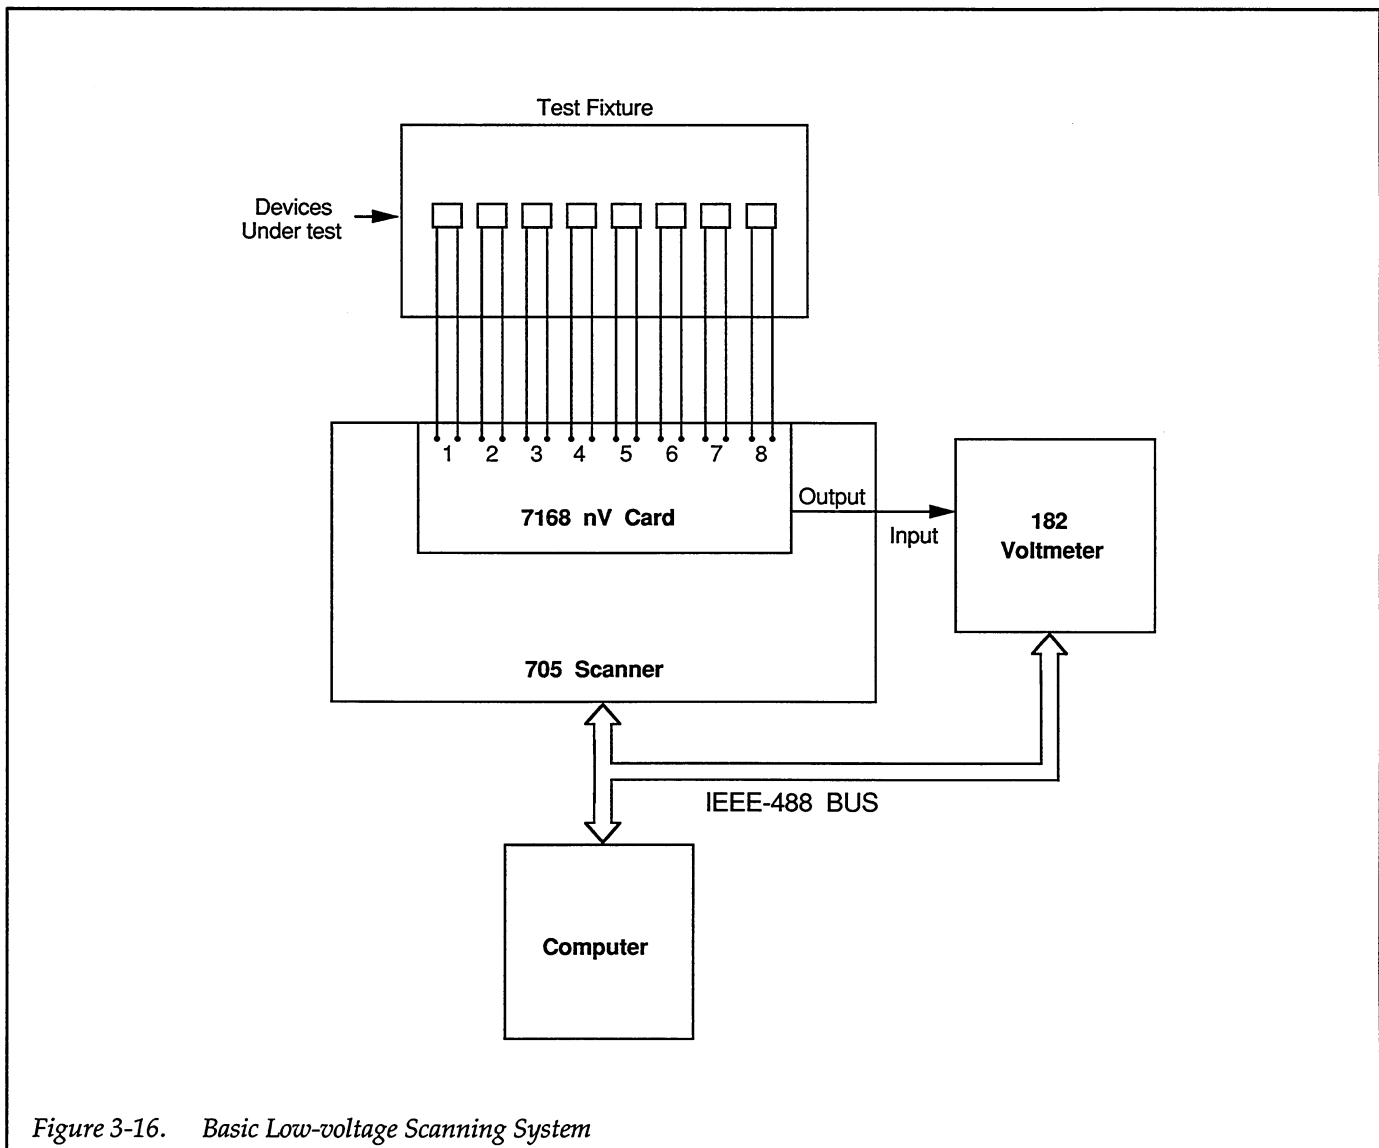 Test Fixture
Devices
Under test
1 2 3 4 5 6 7 8
7168 nV Card
Output
Input
182
Voltmeter
705 Scanner
IEEE-488 BUS
Computer
Figure 3-16. Basic Low-voltage Scanning System